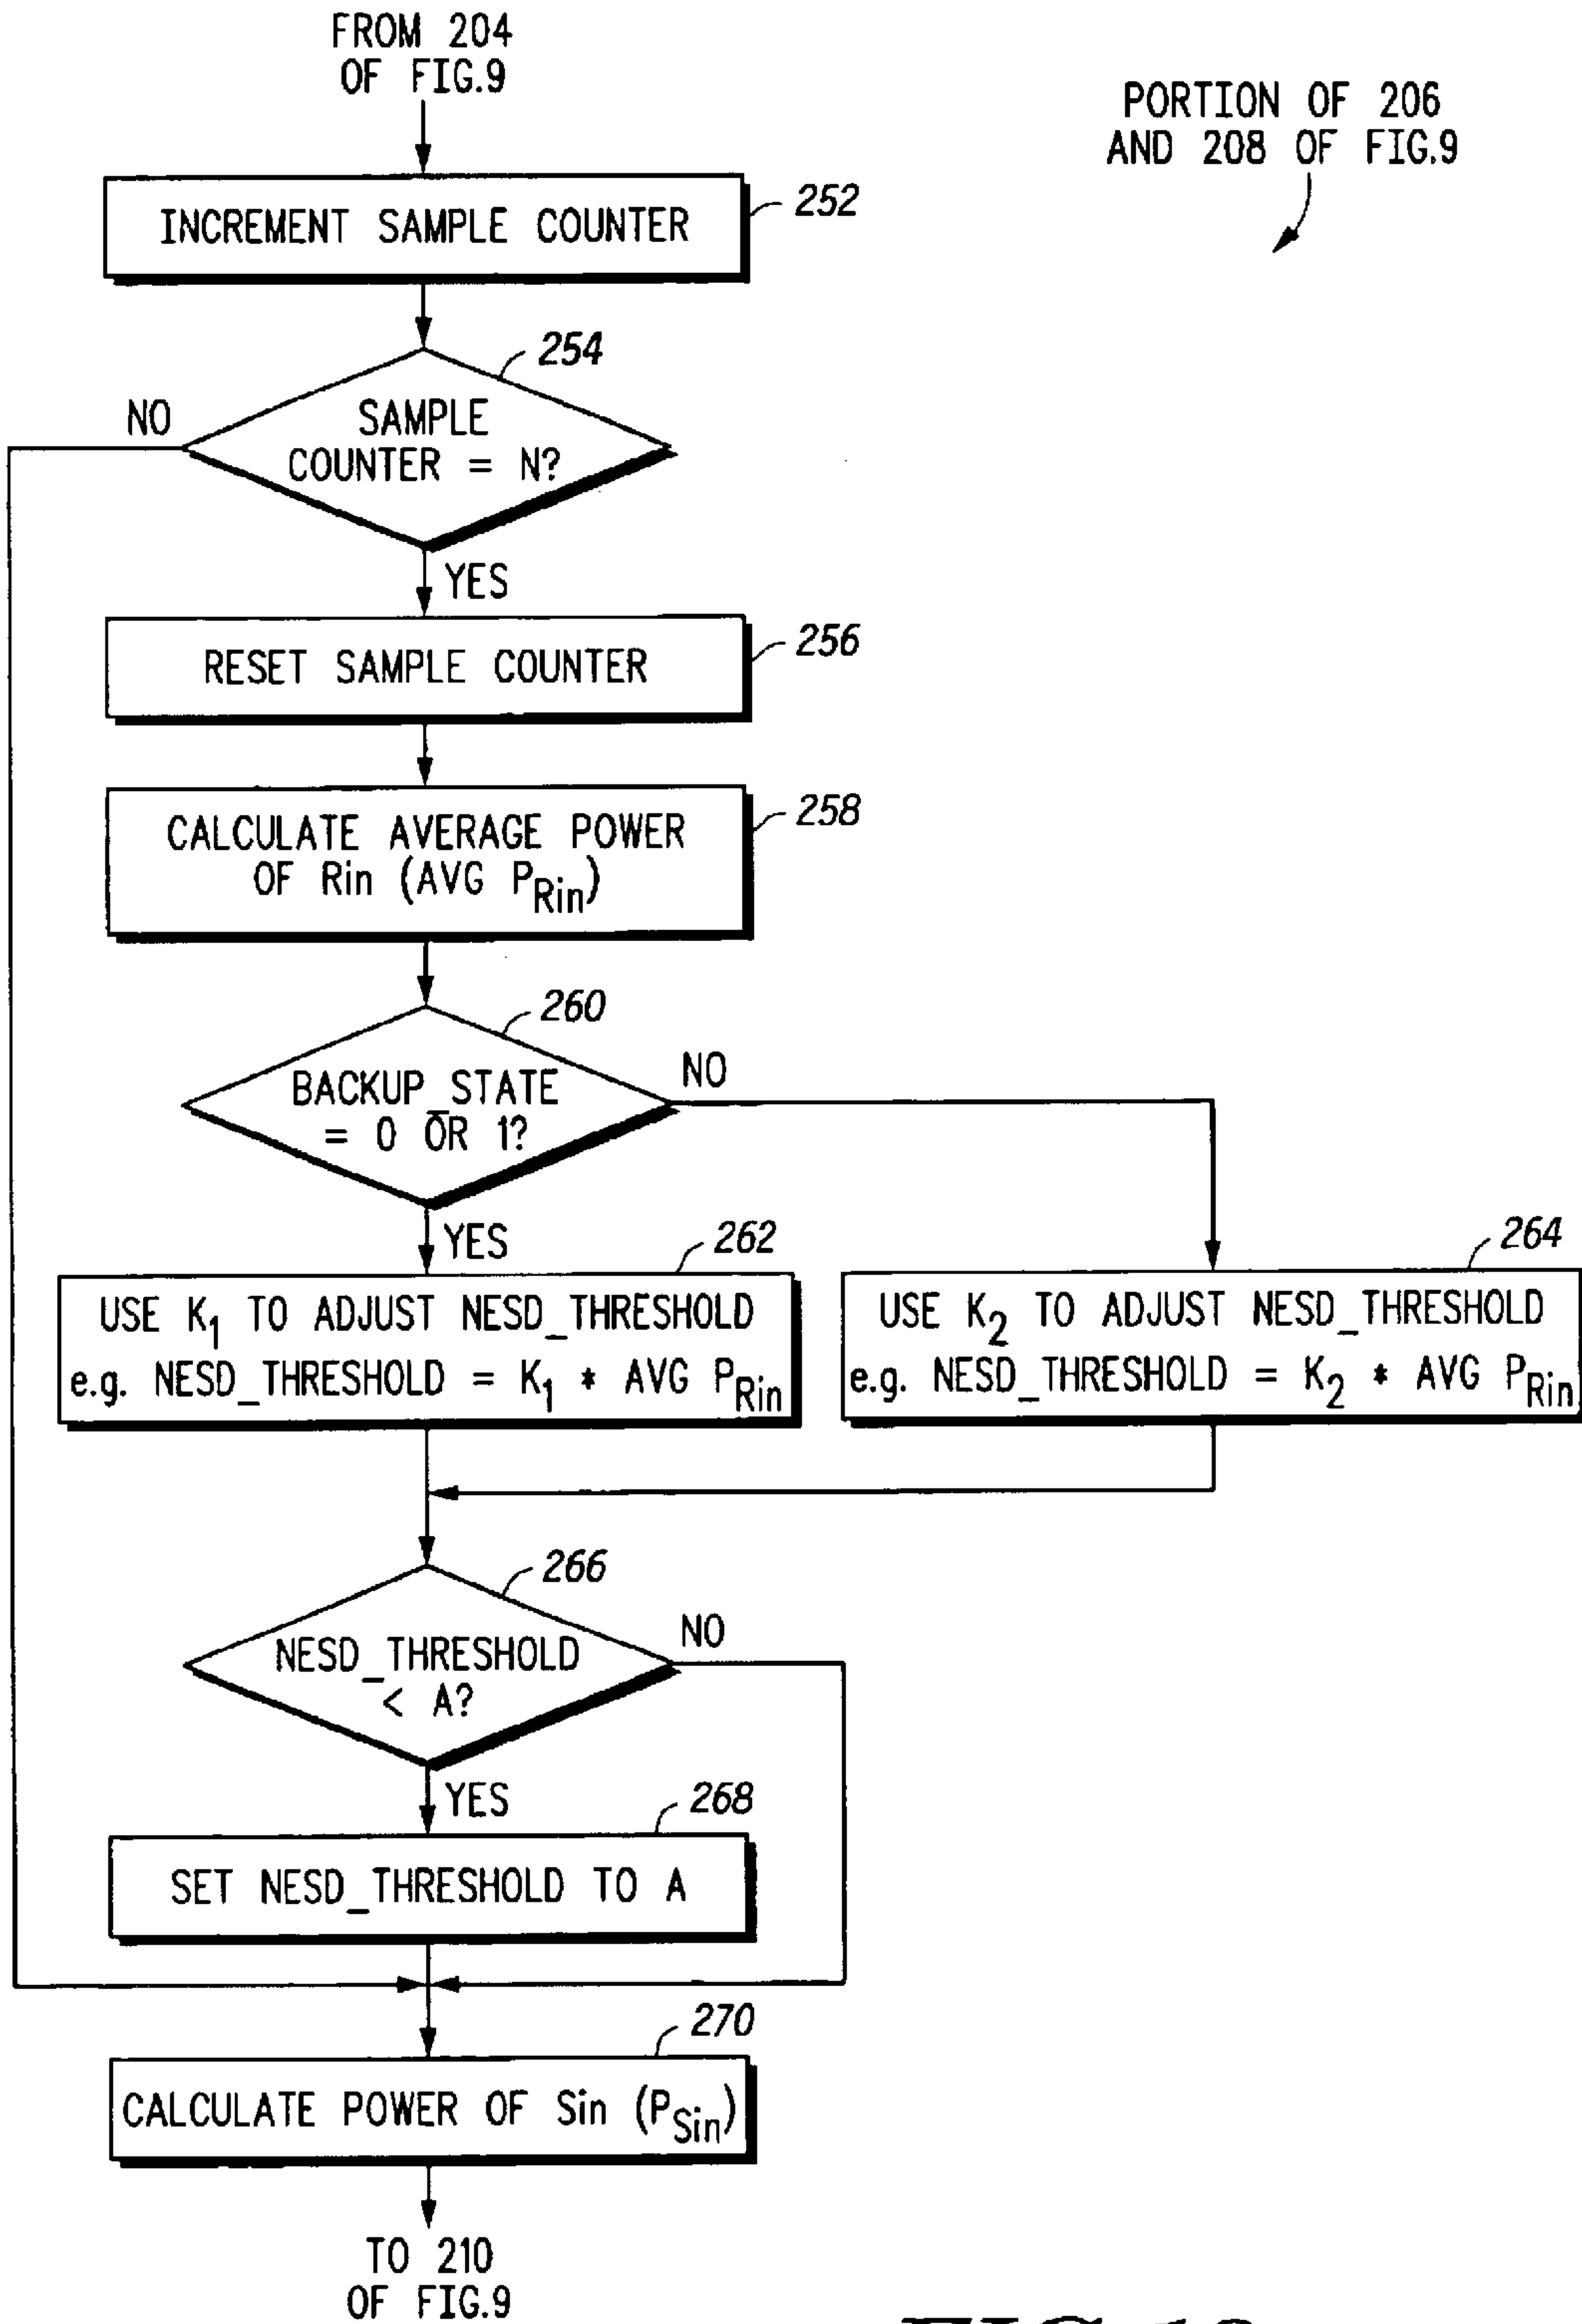 FROM 204
OF FIG.9
PORTION OF 206
AND 208 OF FIG.9
INCREMENT SAMPLE COUNTER
252
254
SAMPLE
COUNTER = N?
NO
YES
RESET SAMPLE COUNTER
256
CALCULATE AVERAGE POWER
OF Rin (AVG PRin)
258
260
BACKUP_STATE
= 0 OR 1?
NO
YES
262
USE K1 TO ADJUST NESD_THRESHOLD
e.g. NESD_THRESHOLD = K1 * AVG PRin
264
USE K2 TO ADJUST NESD_THRESHOLD
e.g. NESD_THRESHOLD = K2 * AVG PRin
266
NESD_THRESHOLD
< A?
NO
YES
268
SET NESD_THRESHOLD TO A
270
CALCULATE POWER OF Sin (PSin)
TO 210
OF FIG.9